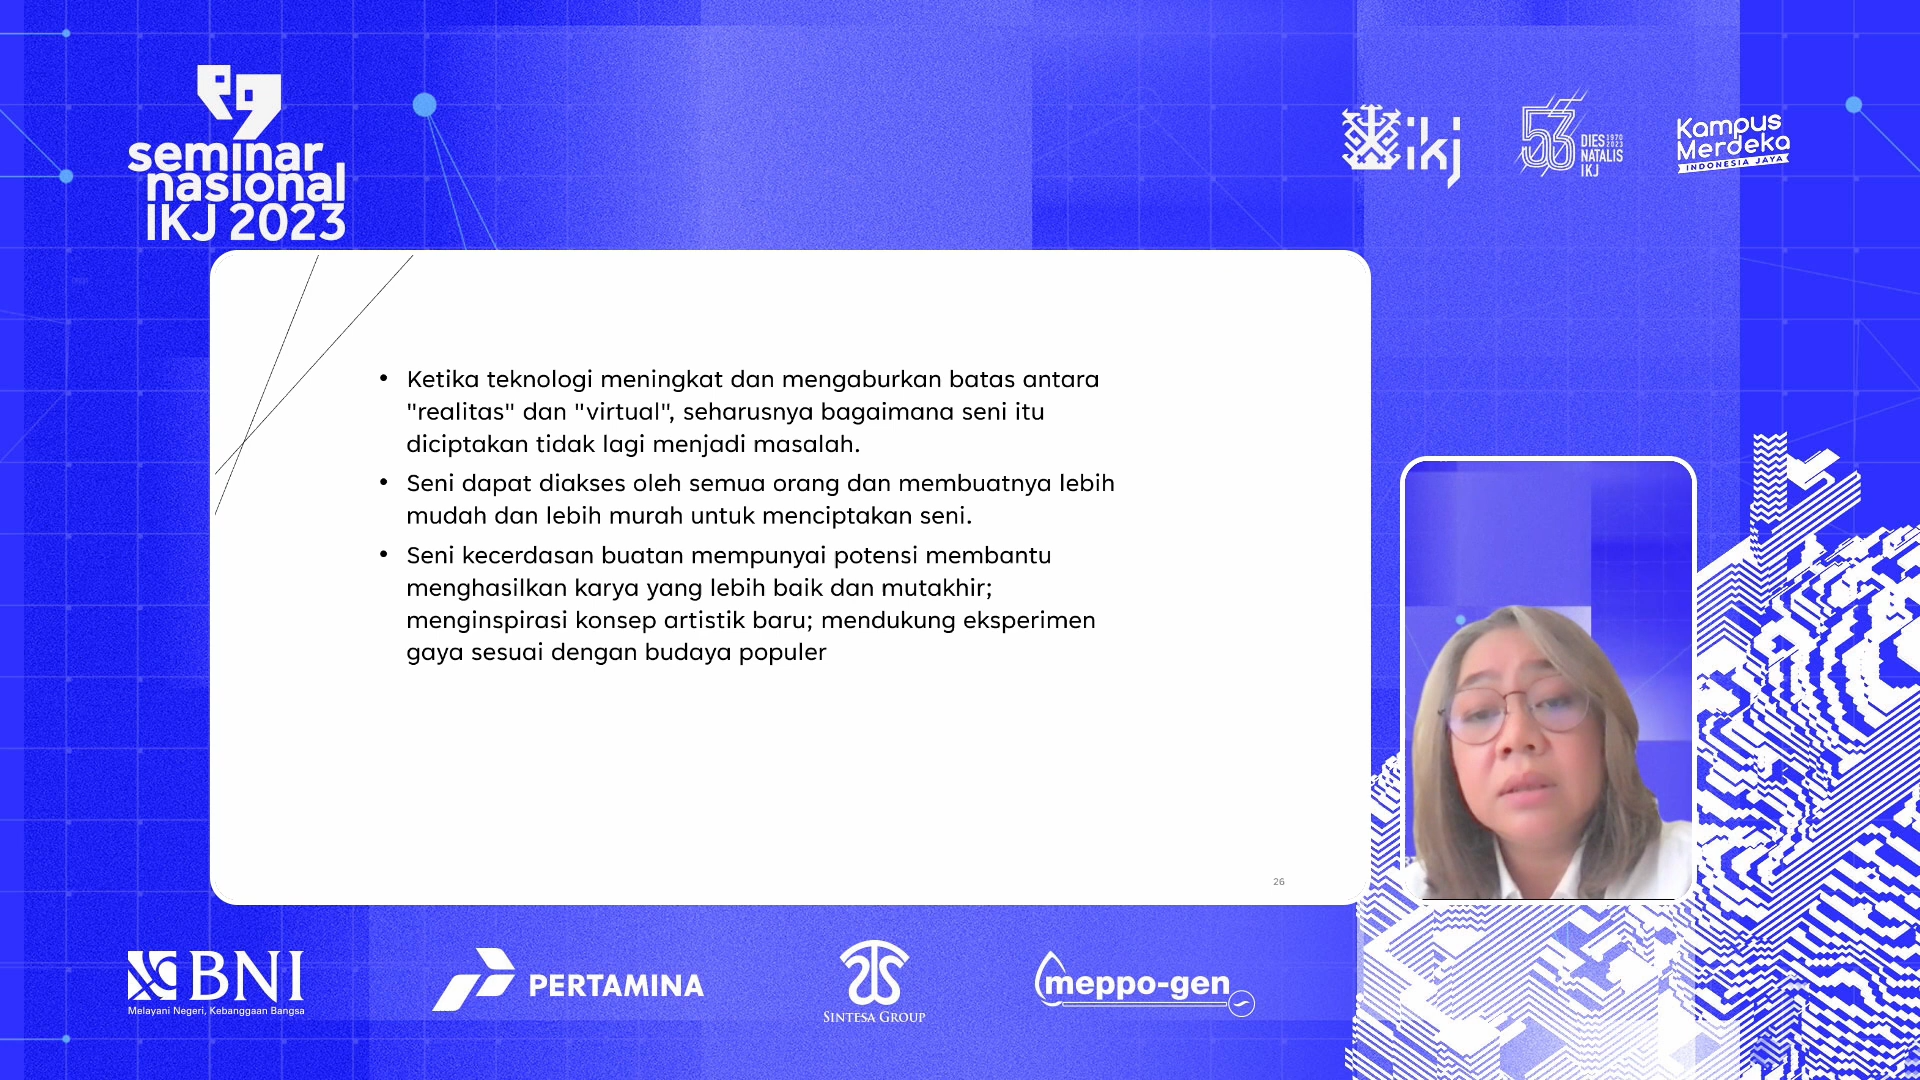 seminar
nasional
IKJ 2023
ikj
53
DIES 1970 2023
NATALIS
IKJ
Kampus
Merdeka
INDONESIA JAYA
• Ketika teknologi meningkat dan mengaburkan batas antara
"realitas" dan "virtual", seharusnya bagaimana seni itu
diciptakan tidak lagi menjadi masalah.
• Seni dapat diakses oleh semua orang dan membuatnya lebih
mudah dan lebih murah untuk menciptakan seni.
• Seni kecerdasan buatan mempunyai potensi membantu
menghasilkan karya yang lebih baik dan mutakhir;
menginspirasi konsep artistik baru; mendukung eksperimen
gaya sesuai dengan budaya populer
26
BNI
Melayani Negeri, Kebanggaan Bangsa
PERTAMINA
SINTESA GROUP
meppo-gen